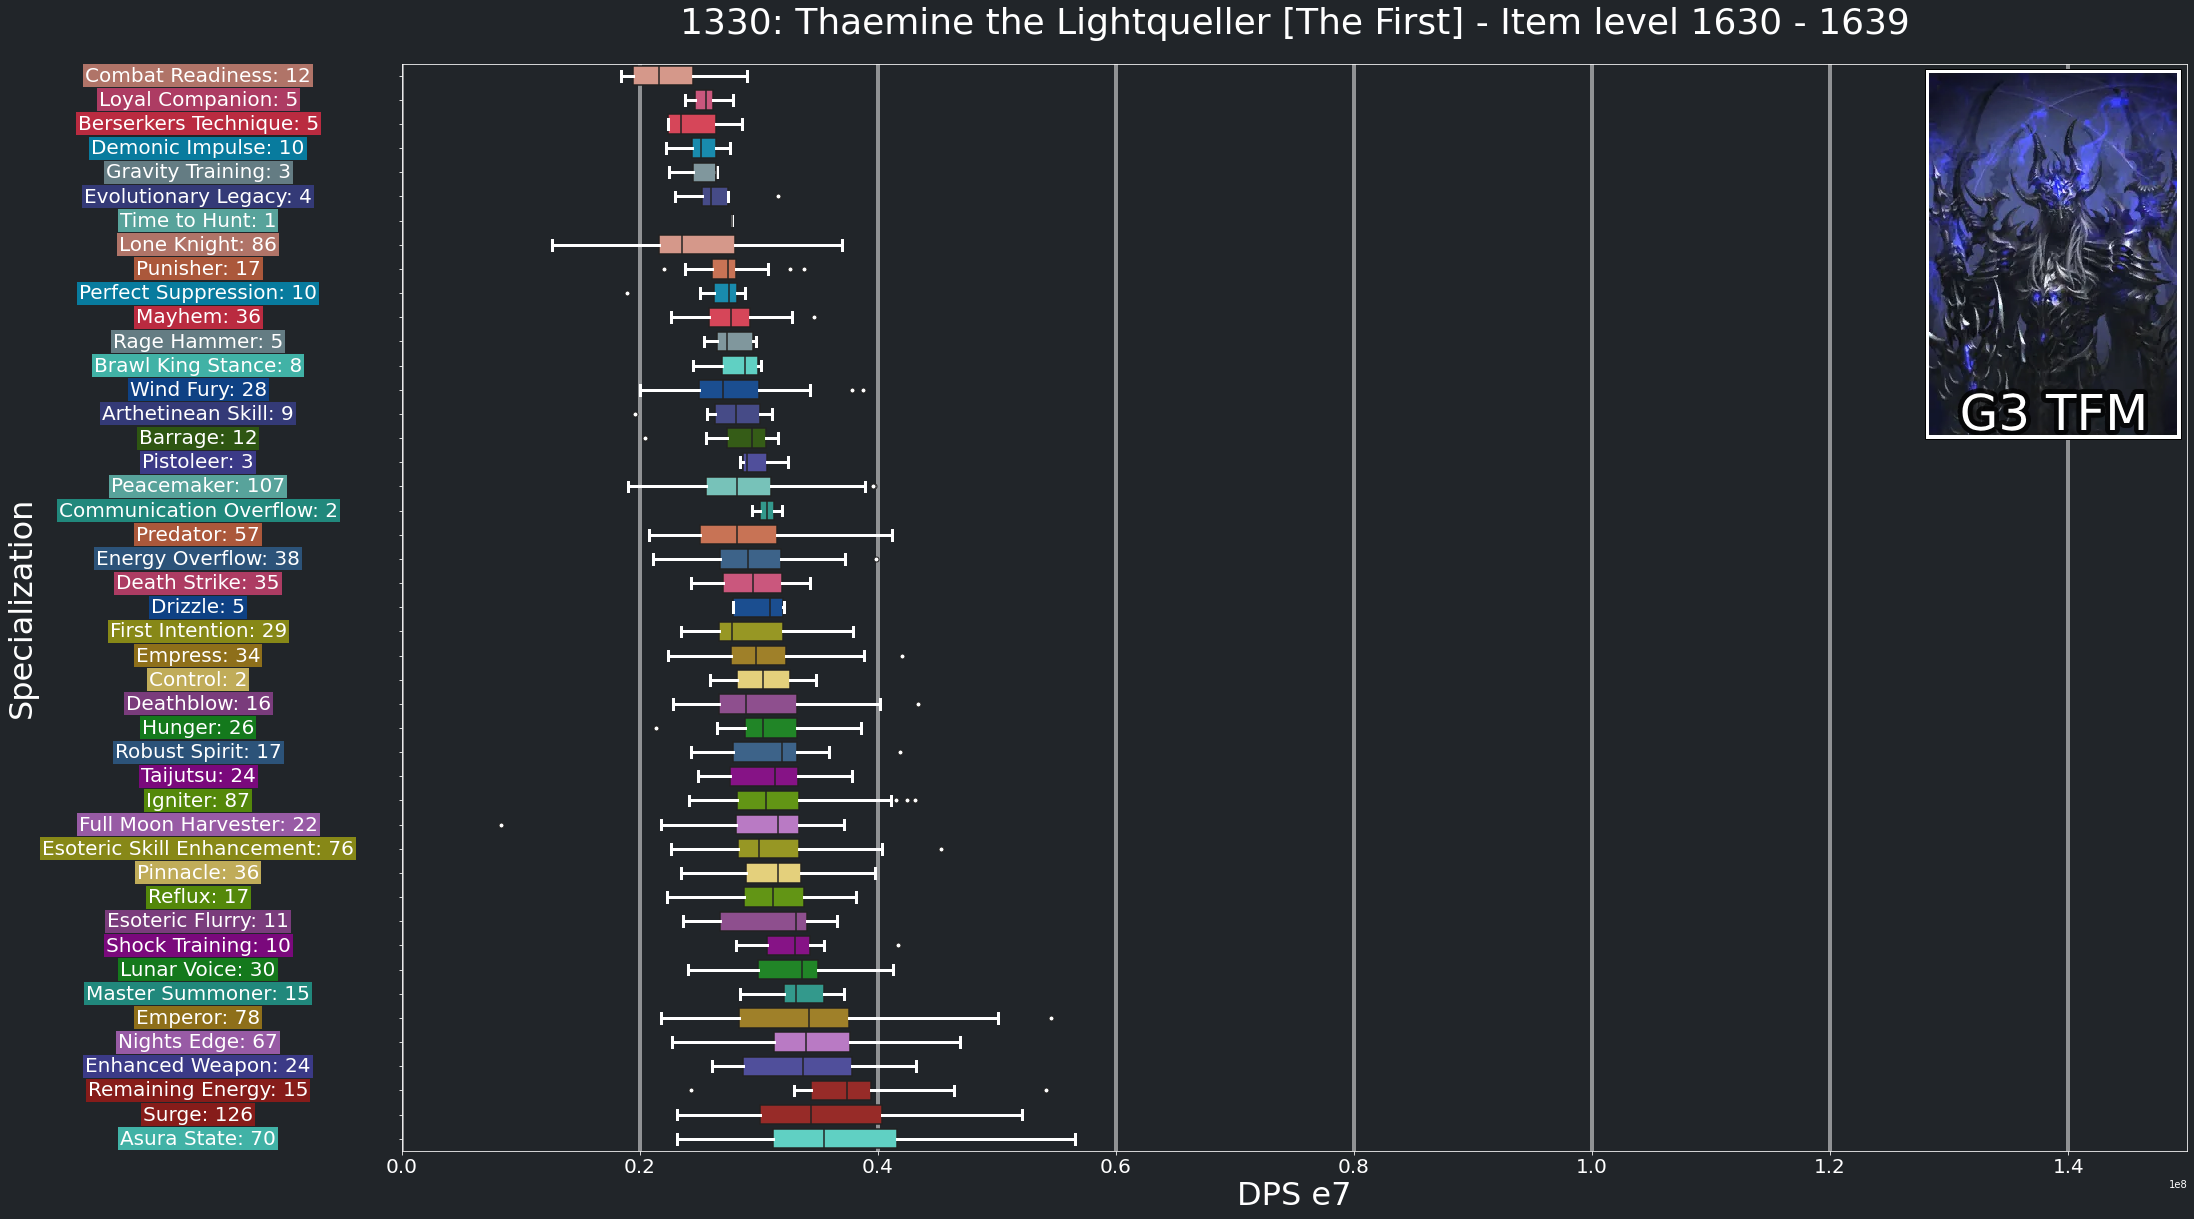 1330: Thaemine the Lightqueller [The First] - Item level 1630 - 1639
Combat Readiness: 12
Loyal Companion: 5
Berserkers Technique: 5
Demonic Impulse: 10
Gravity Training: 3
Evolutionary Legacy: 4
Time to Hunt: 1
Lone Knight: 86
Punisher: 17
Perfect Suppression: 10
Mayhem: 36
Rage Hammer: 5
Brawl King Stance: 8
Wind Fury: 28
Arthetinean Skill: 9
Barrage: 12
Pistoleer: 3
Peacemaker: 107
Communication Overflow: 2
Predator: 57
Energy Overflow: 38
Death Strike: 35
Drizzle: 5
First Intention: 29
Empress: 34
Control: 2
Deathblow: 16
Hunger: 26
Robust Spirit: 17
Taijutsu: 24
Igniter: 87
Full Moon Harvester: 22
Esoteric Skill Enhancement: 76
Pinnacle: 36
Reflux: 17
Esoteric Flurry: 11
Shock Training: 10
Lunar Voice: 30
Master Summoner: 15
Emperor: 78
Nights Edge: 67
Enhanced Weapon: 24
Remaining Energy: 15
Surge: 126
Asura State: 70
Specialization
G3 TFM
0.0 0.2 0.4 0.6 0.8 1.0 1.2 1.4
DPS e7
1e8